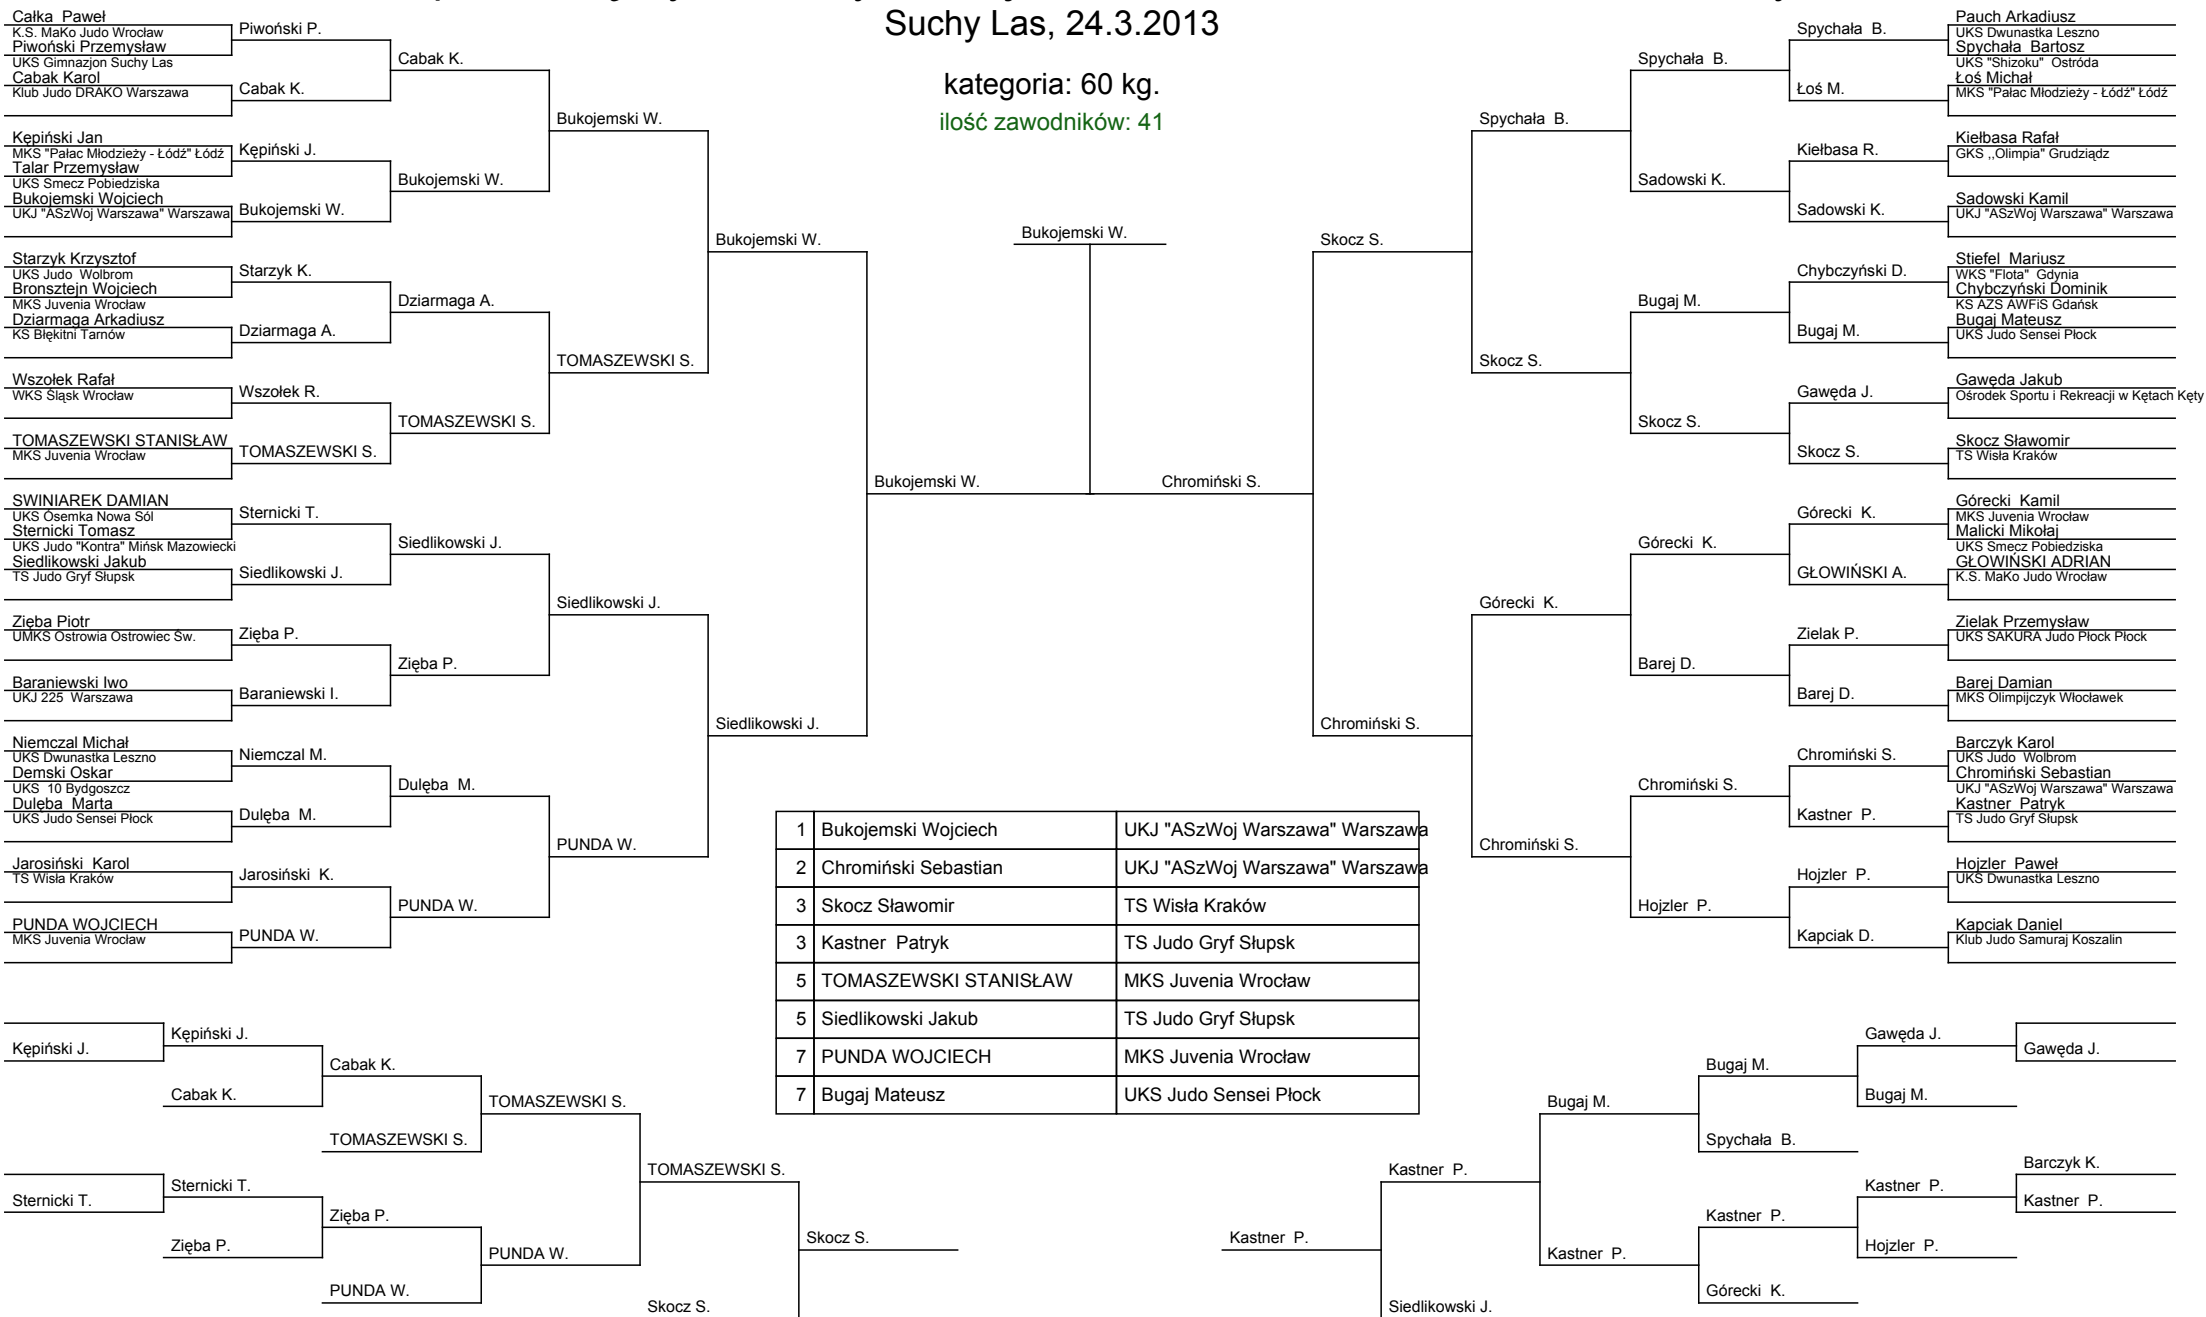 Suchy Las, 24.3.2013
kategoria: 60 kg.
ilość zawodników: 41
Całka Paweł
K.S. MaKo Judo Wrocław
Piwoński Przemysław
UKS Gimnazjon Suchy Las
Cabak Karol
Klub Judo DRAKO Warszawa
Kępiński Jan
MKS "Pałac Młodzieży - Łódź" Łódź
Talar Przemysław
UKS Smecz Pobiedziska
Bukojemski Wojciech
UKJ "ASzWoj Warszawa" Warszawa
Starzyk Krzysztof
UKS Judo Wolbrom
Bronsztejn Wojciech
MKS Juvenia Wrocław
Dziarmaga Arkadiusz
KS Błękitni Tarnów
Wszołek Rafał
WKS Śląsk Wrocław
TOMASZEWSKI STANISŁAW
MKS Juvenia Wrocław
SWINIAREK DAMIAN
UKS Ósemka Nowa Sól
Sternicki Tomasz
UKS Judo "Kontra" Mińsk Mazowiecki
Siedlikowski Jakub
TS Judo Gryf Słupsk
Zięba Piotr
UMKS Ostrowia Ostrowiec Św.
Baraniewski Iwo
UKJ 225 Warszawa
Niemczal Michał
UKS Dwunastka Leszno
Demski Oskar
UKS 10 Bydgoszcz
Dulęba Marta
UKS Judo Sensei Płock
Jarosiński Karol
TS Wisła Kraków
PUNDA WOJCIECH
MKS Juvenia Wrocław
Piwoński P.
Cabak K.
Kępiński J.
Bukojemski W.
Starzyk K.
Dziarmaga A.
Wszołek R.
TOMASZEWSKI S.
Sternicki T.
Siedlikowski J.
Zięba P.
Baraniewski I.
Niemczal M.
Dulęba M.
Jarosiński K.
PUNDA W.
Cabak K.
Bukojemski W.
Dziarmaga A.
TOMASZEWSKI S.
Siedlikowski J.
Zięba P.
Dulęba M.
PUNDA W.
Bukojemski W.
TOMASZEWSKI S.
Siedlikowski J.
PUNDA W.
Bukojemski W.
Siedlikowski J.
Bukojemski W.
Bukojemski W.
Chromiński S.
Skocz S.
Chromiński S.
Spychała B.
Skocz S.
Górecki K.
Chromiński S.
Spychała B.
Sadowski K.
Bugaj M.
Skocz S.
Górecki K.
Barej D.
Chromiński S.
Hojzler P.
Spychała B.
Łoś M.
Kiełbasa R.
Sadowski K.
Chybczyński D.
Bugaj M.
Gawęda J.
Skocz S.
Górecki K.
GŁOWIŃSKI A.
Zielak P.
Barej D.
Chromiński S.
Kastner P.
Hojzler P.
Kapciak D.
Pauch Arkadiusz
UKS Dwunastka Leszno
Spychała Bartosz
UKS "Shizoku" Ostróda
Łoś Michał
MKS "Pałac Młodzieży - Łódź" Łódź
Kiełbasa Rafał
GKS ,,Olimpia" Grudziądz
Sadowski Kamil
UKJ "ASzWoj Warszawa" Warszawa
Stiefel Mariusz
WKS "Flota" Gdynia
Chybczyński Dominik
KS AZS AWFiS Gdańsk
Bugaj Mateusz
UKS Judo Sensei Płock
Gawęda Jakub
Ośrodek Sportu i Rekreacji w Kętach Kęty
Skocz Sławomir
TS Wisła Kraków
Górecki Kamil
MKS Juvenia Wrocław
Malicki Mikołaj
UKS Smecz Pobiedziska
GŁOWIŃSKI ADRIAN
K.S. MaKo Judo Wrocław
Zielak Przemysław
UKS SAKURA Judo Płock Płock
Barej Damian
MKS Olimpijczyk Włocławek
Barczyk Karol
UKS Judo Wolbrom
Chromiński Sebastian
UKJ "ASzWoj Warszawa" Warszawa
Kastner Patryk
TS Judo Gryf Słupsk
Hojzler Paweł
UKS Dwunastka Leszno
Kapciak Daniel
Klub Judo Samuraj Koszalin
1 Bukojemski Wojciech UKJ "ASzWoj Warszawa" Warszawa
2 Chromiński Sebastian UKJ "ASzWoj Warszawa" Warszawa
3 Skocz Sławomir TS Wisła Kraków
3 Kastner Patryk TS Judo Gryf Słupsk
5 TOMASZEWSKI STANISŁAW MKS Juvenia Wrocław
5 Siedlikowski Jakub TS Judo Gryf Słupsk
7 PUNDA WOJCIECH MKS Juvenia Wrocław
7 Bugaj Mateusz UKS Judo Sensei Płock
Kępiński J.
Sternicki T.
Kępiński J.
Cabak K.
Sternicki T.
Zięba P.
Cabak K.
TOMASZEWSKI S.
Zięba P.
PUNDA W.
TOMASZEWSKI S.
PUNDA W.
TOMASZEWSKI S.
Skocz S.
Skocz S.
Kastner P.
Kastner P.
Siedlikowski J.
Bugaj M.
Kastner P.
Bugaj M.
Spychała B.
Kastner P.
Górecki K.
Gawęda J.
Bugaj M.
Kastner P.
Hojzler P.
Gawęda J.
Barczyk K.
Kastner P.